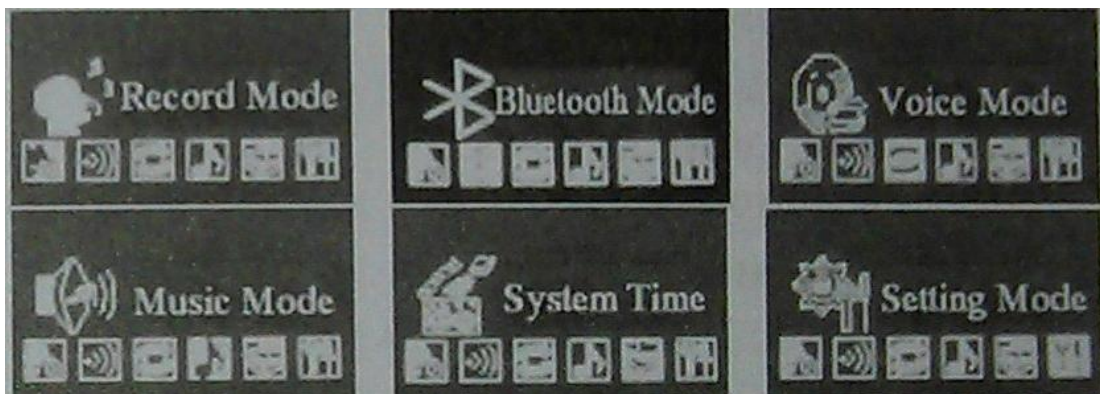 Record Mode
Bluetooth Mode
Voice Mode
Music Mode
System Time
Setting Mode